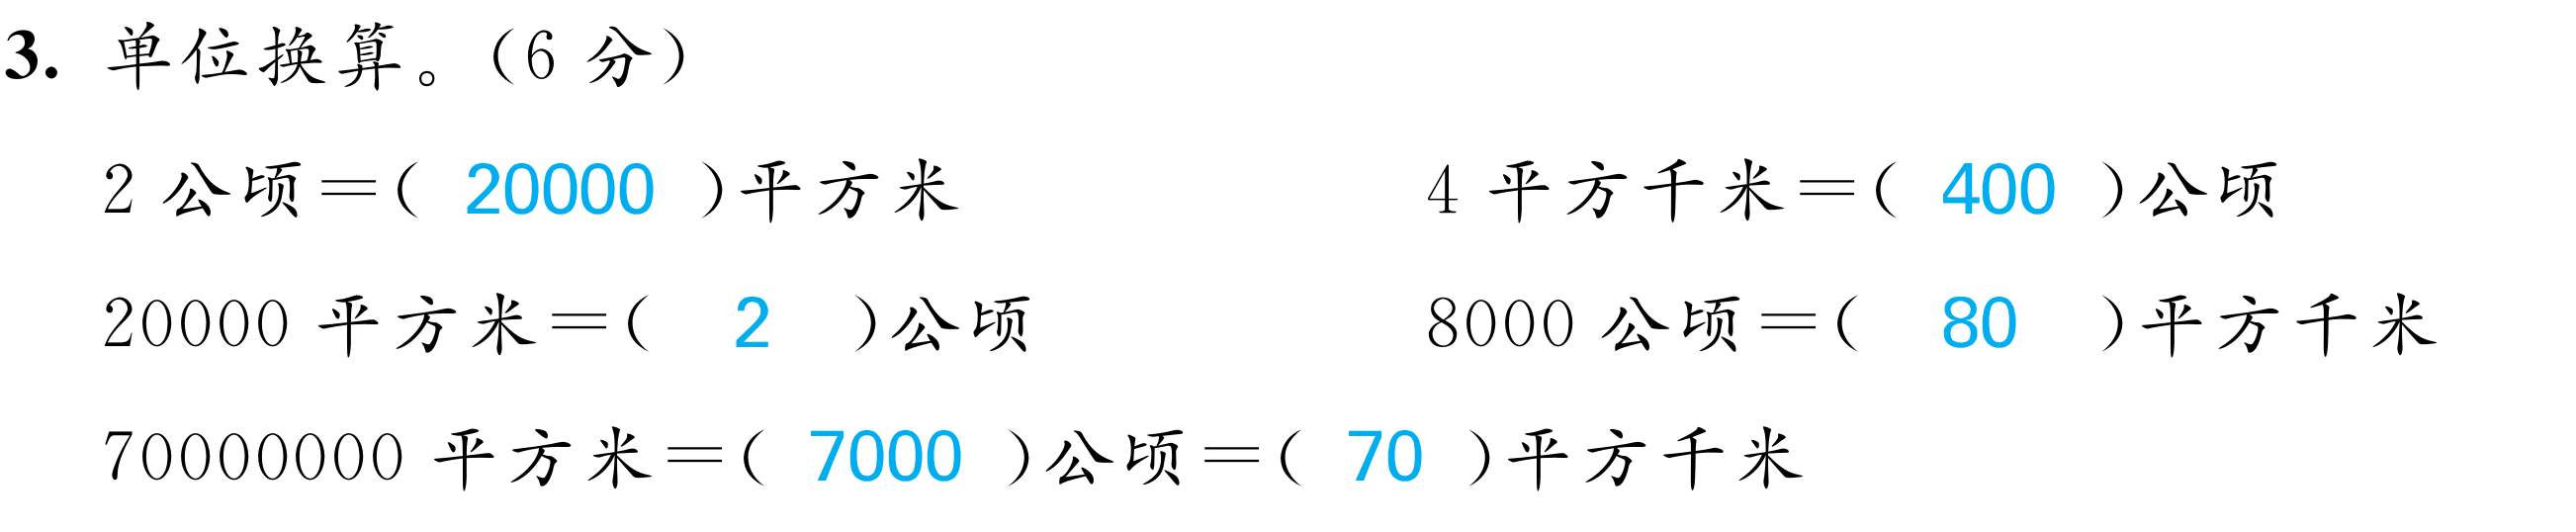 3. 单位换算。（6 分）
2 公顷＝（ 20000 ）平方米 4 平方千米＝（ 400 ）公顷
20000 平方米＝（ 2 ）公顷 8000 公顷＝（ 80 ）平方千米
70000000 平方米＝（ 7000 ）公顷＝（ 70 ）平方千米